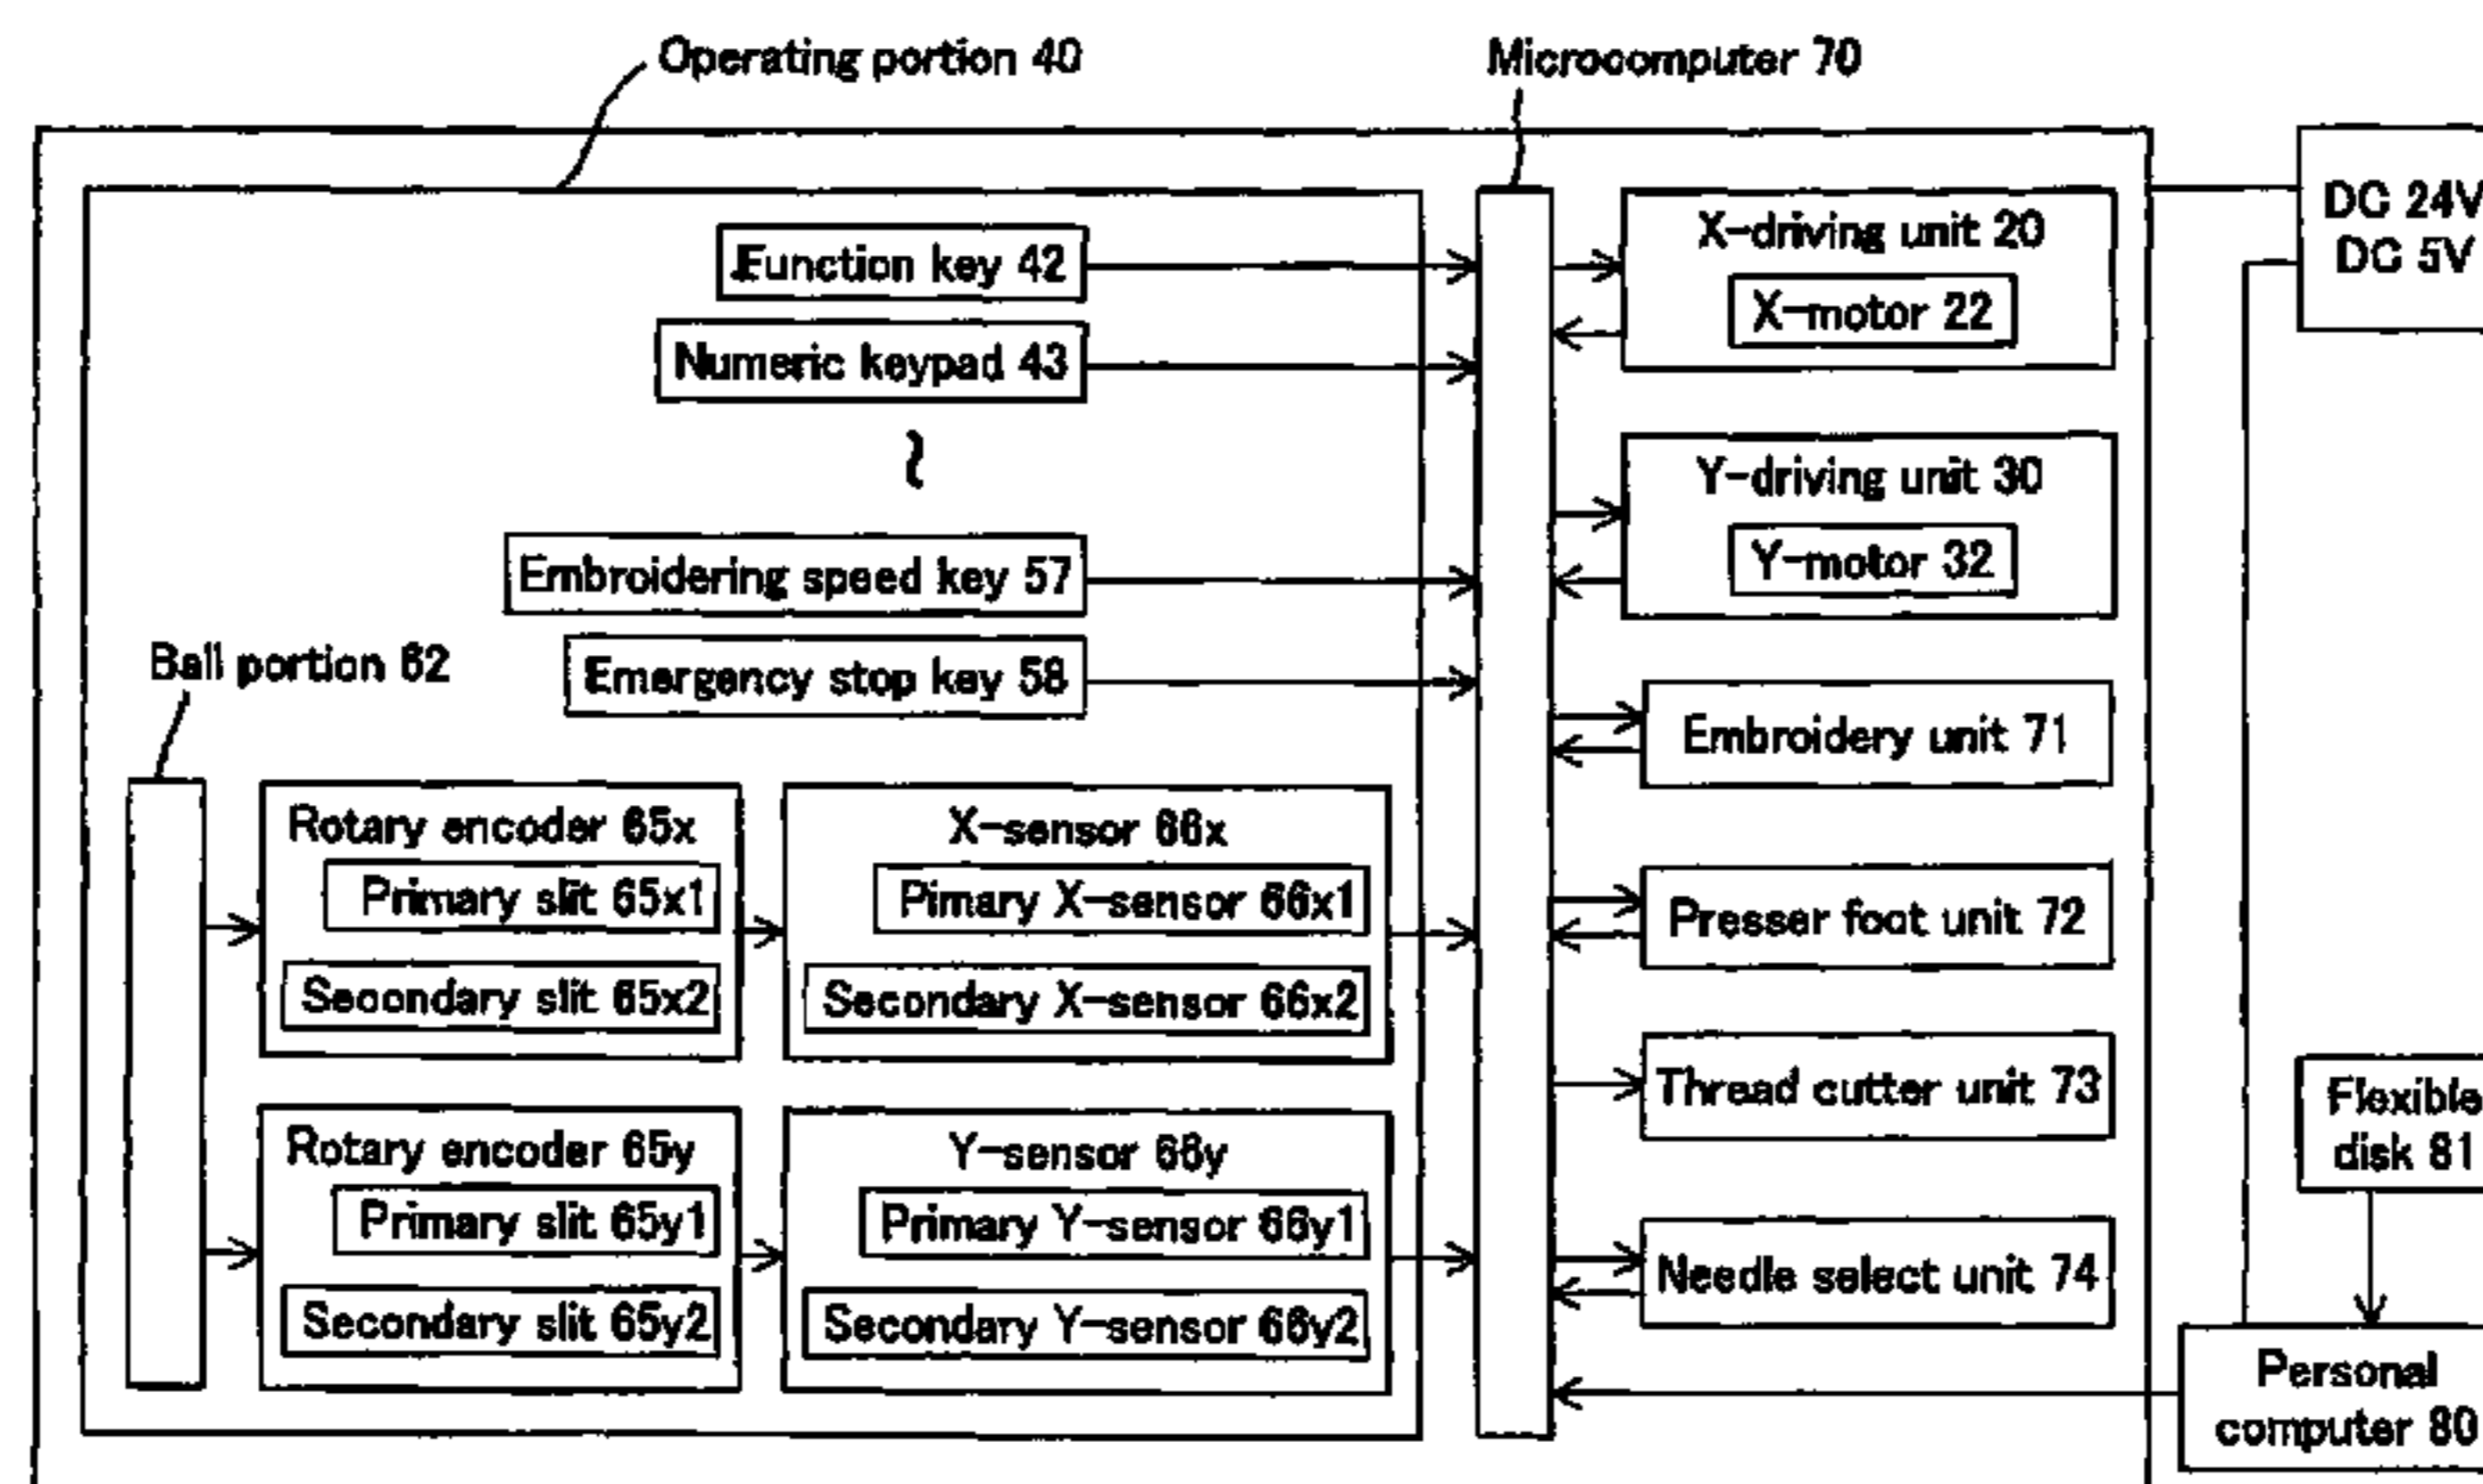 Operating portion 40
Microcomputer 70
Function key 42
Numeric keypad 43
Embroidering speed key 57
Emergency stop key 58
Ball portion 62
Rotary encoder 65x
Primary slit 65x1
Secondary slit 65x2
X-sensor 66x
Pimary X-sensor 66x1
Secondary X-sensor 66x2
Rotary encoder 65y
Primary slit 65y1
Secondary slit 65y2
Y-sensor 66y
Primary Y-sensor 66y1
Secondary Y-sensor 66y2
X-driving unit 20
X-motor 22
Y-driving unit 30
Y-motor 32
Embroidery unit 71
Presser foot unit 72
Thread cutter unit 73
Needle select unit 74
DC 24V
DC 5V
Flexible
disk 81
Personal
computer 80